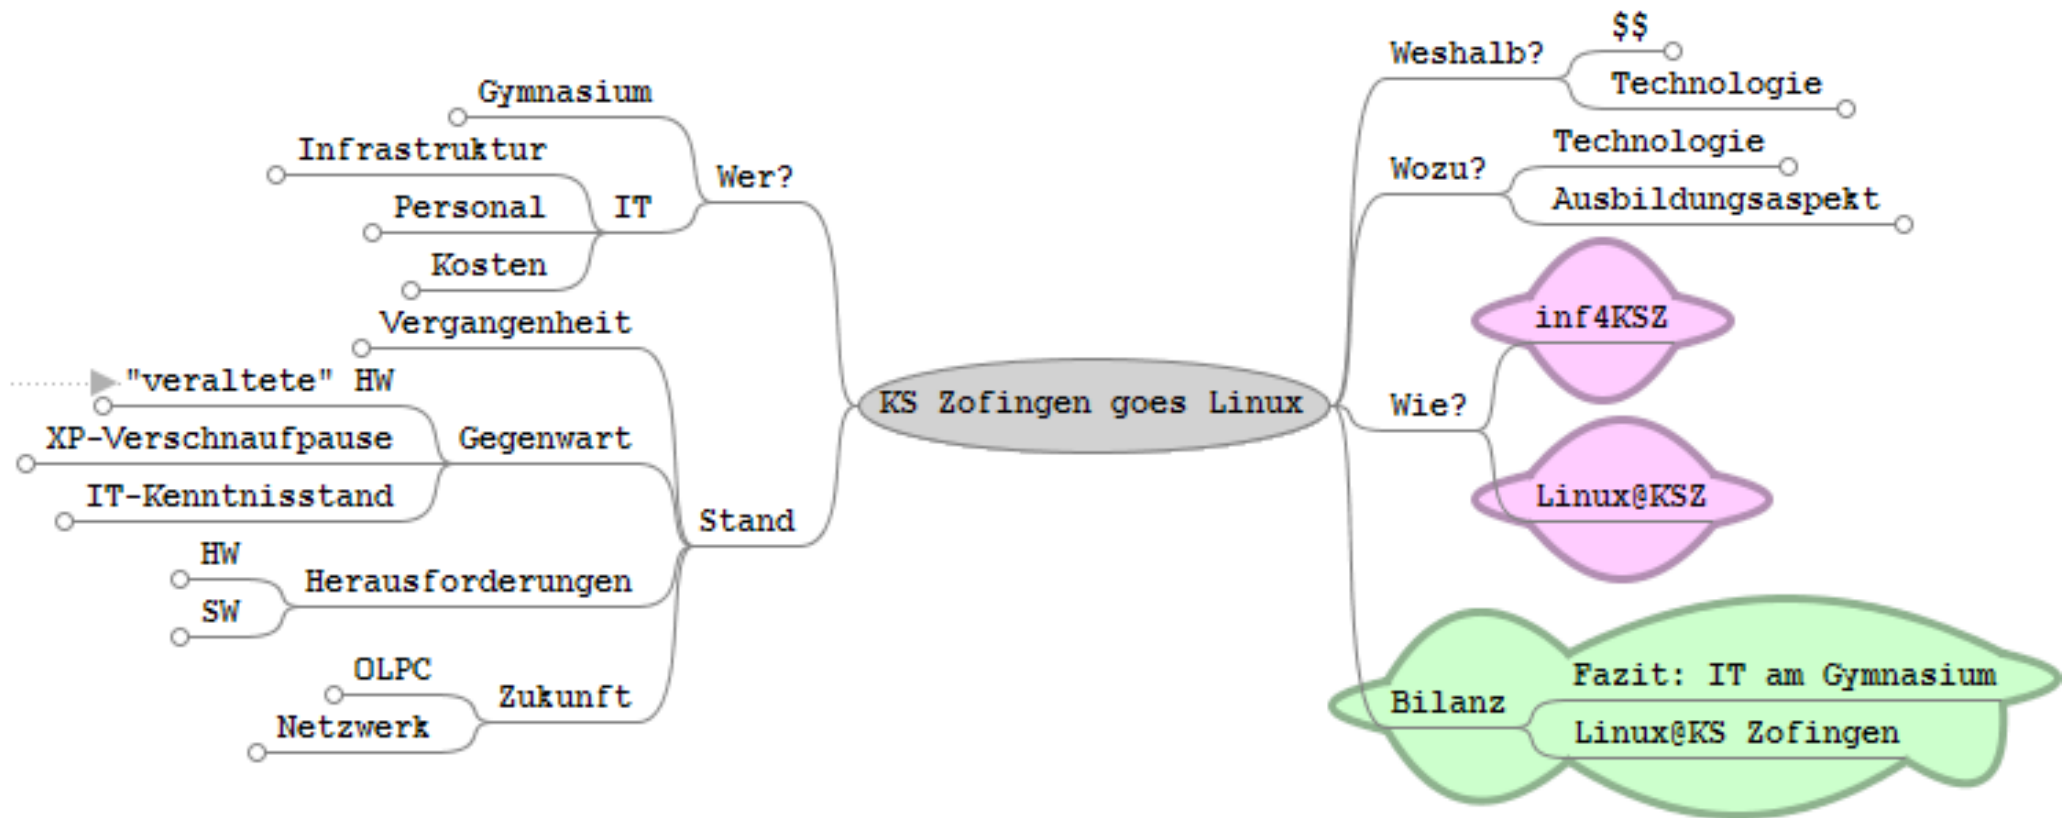 KS Zofingen goes Linux
Wer?
Gymnasium
IT
Infrastruktur
Personal
Kosten
Stand
Vergangenheit
Gegenwart
"veraltete" HW
XP-Verschnaufpause
IT-Kenntnisstand
Herausforderungen
HW
SW
Zukunft
OLPC
Netzwerk
Weshalb?
$$
Technologie
Wozu?
Technologie
Ausbildungsaspekt
Wie?
inf4KSZ
Linux@KSZ
Bilanz
Fazit: IT am Gymnasium
Linux@KS Zofingen